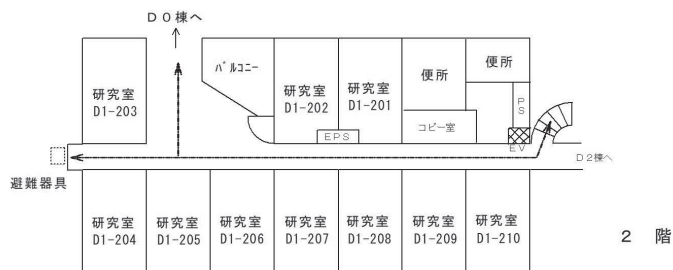 D0棟へ
バルコニー
便所
便所
研究室
D1-203
研究室
D1-202
研究室
D1-201
PS
コピー室
EPS
EV
D2棟へ
避難器具
研究室
D1-204
研究室
D1-205
研究室
D1-206
研究室
D1-207
研究室
D1-208
研究室
D1-209
研究室
D1-210
2 階